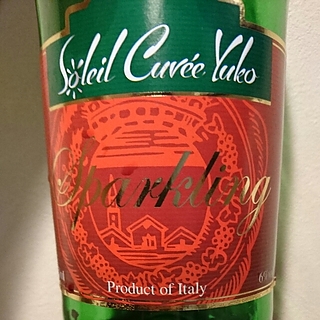 Soleil Cuvée Yuko
Sparkling
Product of Italy